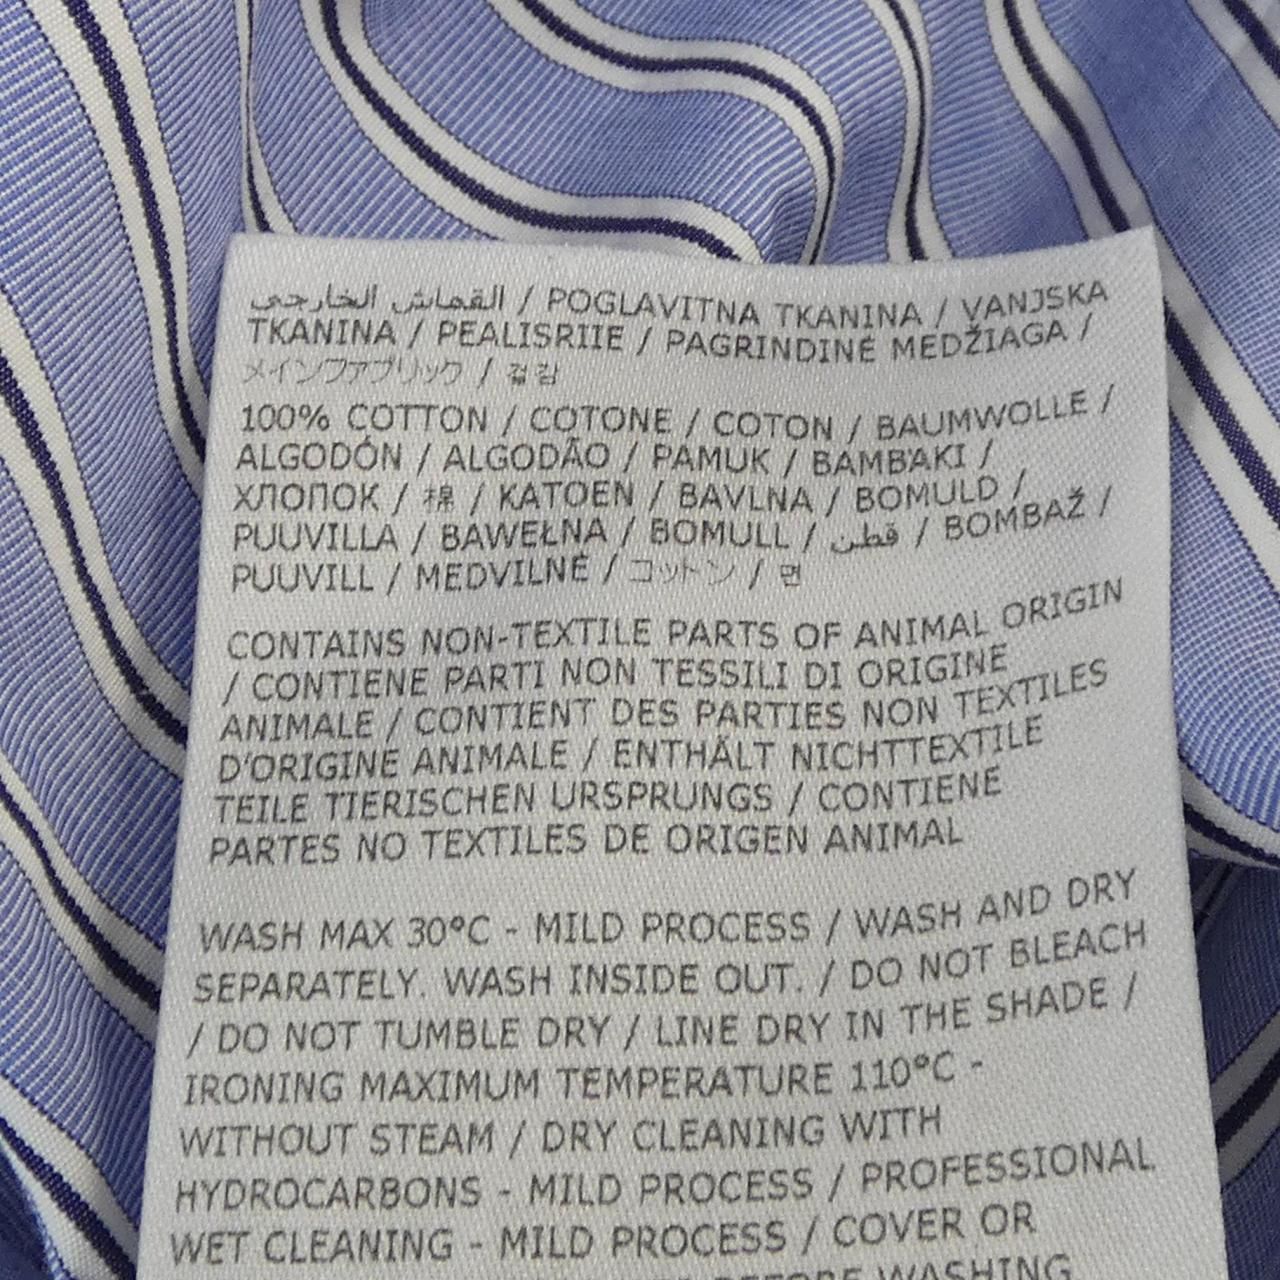 القماش الخارجي / POGLAVITNA TKANINA / VANJSKA
TKANINA / PEALISRIIE / PAGRINDINĖ MEDŽIAGA /
メインファブリック / 겉감
100% COTTON / COTONE / COTON / BAUMWOLLE /
ALGODÓN / ALGODÃO / PAMUK / BAMBAKI /
ХЛОПОК / 棉 / KATOEN / BAVLNA / BOMULD /
PUUVILLA / BAWEŁNA / BOMULL / قطن / BOMBAŽ /
PUUVILL / MEDVILNĖ / コットン / 면
CONTAINS NON-TEXTILE PARTS OF ANIMAL ORIGIN
/ CONTIENE PARTI NON TESSILI DI ORIGINE
ANIMALE / CONTIENT DES PARTIES NON TEXTILES
D'ORIGINE ANIMALE / ENTHÄLT NICHTTEXTILE
TEILE TIERISCHEN URSPRUNGS / CONTIENE
PARTES NO TEXTILES DE ORIGEN ANIMAL
WASH MAX 30°C - MILD PROCESS / WASH AND DRY
SEPARATELY. WASH INSIDE OUT. / DO NOT BLEACH
/ DO NOT TUMBLE DRY / LINE DRY IN THE SHADE /
IRONING MAXIMUM TEMPERATURE 110°C -
WITHOUT STEAM / DRY CLEANING WITH
HYDROCARBONS - MILD PROCESS / PROFESSIONAL
WET CLEANING - MILD PROCESS / COVER OR
BEFORE WASHING